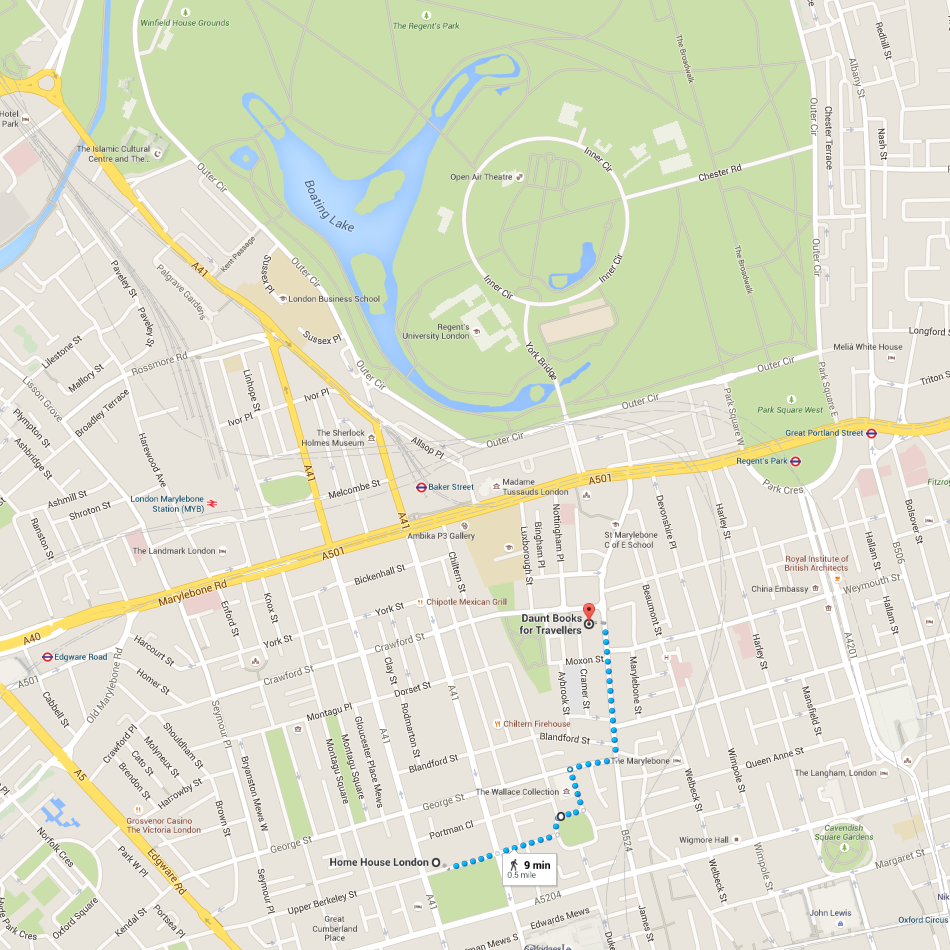 Winfield House Grounds
The Regent's Park
The Broadwalk
Redhill St
Albany St
Outer Cir
Chester Terrace
Nash St
Hotel
Park
The Islamic Cultural
Centre and The...
Outer Cir
Inner Cir
Open Air Theatre
Chester Rd
Boating Lake
Kent Passage
A41
Outer Cir
Paveley St
Palgrave Gardens
Sussex Pl
Outer Cir
The Broadwalk
Inner Cir
Inner Cir
London Business School
Paveley St
Regent's
University London
Longford S
Sussex Pl
York Bridge
Melia White House
Lilestone St
Rossmore Rd
Mallory St
Outer Cir
Outer Cir
Triton S
Lisson Grove
Linhope St
Ivor Pl
Broadley Terrace
Outer Cir
Park Square W
Park Square E
Park Square West
Plympton St
Ivor Pl
Great Portland Street
The Sherlock
Holmes Museum
Allsop Pl
Outer Cir
Ashbridge St
Harewood Ave
Regent's Park
A41
Baker Street
Madame
Tussauds London
A501
Park Cres
Fitzroy
Ashmill St
Melcombe St
London Marylebone
Station (MYB)
Shroton St
Ranston St
A41
Ambika P3 Gallery
Nottingham Pl
Bingham Pl
Luxborough St
Devonshire Pl
Harley St
St Marylebone
C of E School
Bolsover St
Hallam St
B506
The Landmark London
A501
Chiltern St
Royal Institute of
British Architects
Bickenhall St
Marylebone Rd
China Embassy
Weymouth St
Enford St
Knox St
York St
Chipotle Mexican Grill
Beaumont St
Hallam St
A40
Daunt Books
for Travellers
Harley St
A4201
Harcourt St
York St
Crawford St
Edgware Road
A501
Homer St
Old Marylebone Rd
Crawford St
Clay St
Moxon St
Marylebone St
Cramer St
Aybrook St
Dorset St
A41
Cabbell St
Seymour Pl
Montagu Pl
Rodmarton St
Mansfield St
Shouldham St
Crawford Pl
Molyneux St
Gloucester Place Mews
Montagu Square
Montagu Square
A41
Chiltern Firehouse
Blandford St
Cato St
Brendon St
Bryanston Mews W
Blandford St
The Marylebone
Queen Anne St
Wimpole St
Welbeck St
The Langham, London
A5
Harrowby St
Brown St
The Wallace Collection
George St
Grosvenor Casino
The Victoria London
Portman Cl
Norfolk Cres
George St
B524
Wigmore Hall
Cavendish
Square Gardens
Park W Pl
Edgware Rd
Home House London
9 min
0.5 mile
Margaret St
Wimpole St
Welbeck St
Seymour Pl
Upper Berkeley St
A41
A5204
Hyde Park Cres
Oxford Square
Kendal St
Portsea Pl
Great
Cumberland
Place
Edwards Mews
James St
John Lewis
Nik
Oxford Circus
man Mews S
Duke